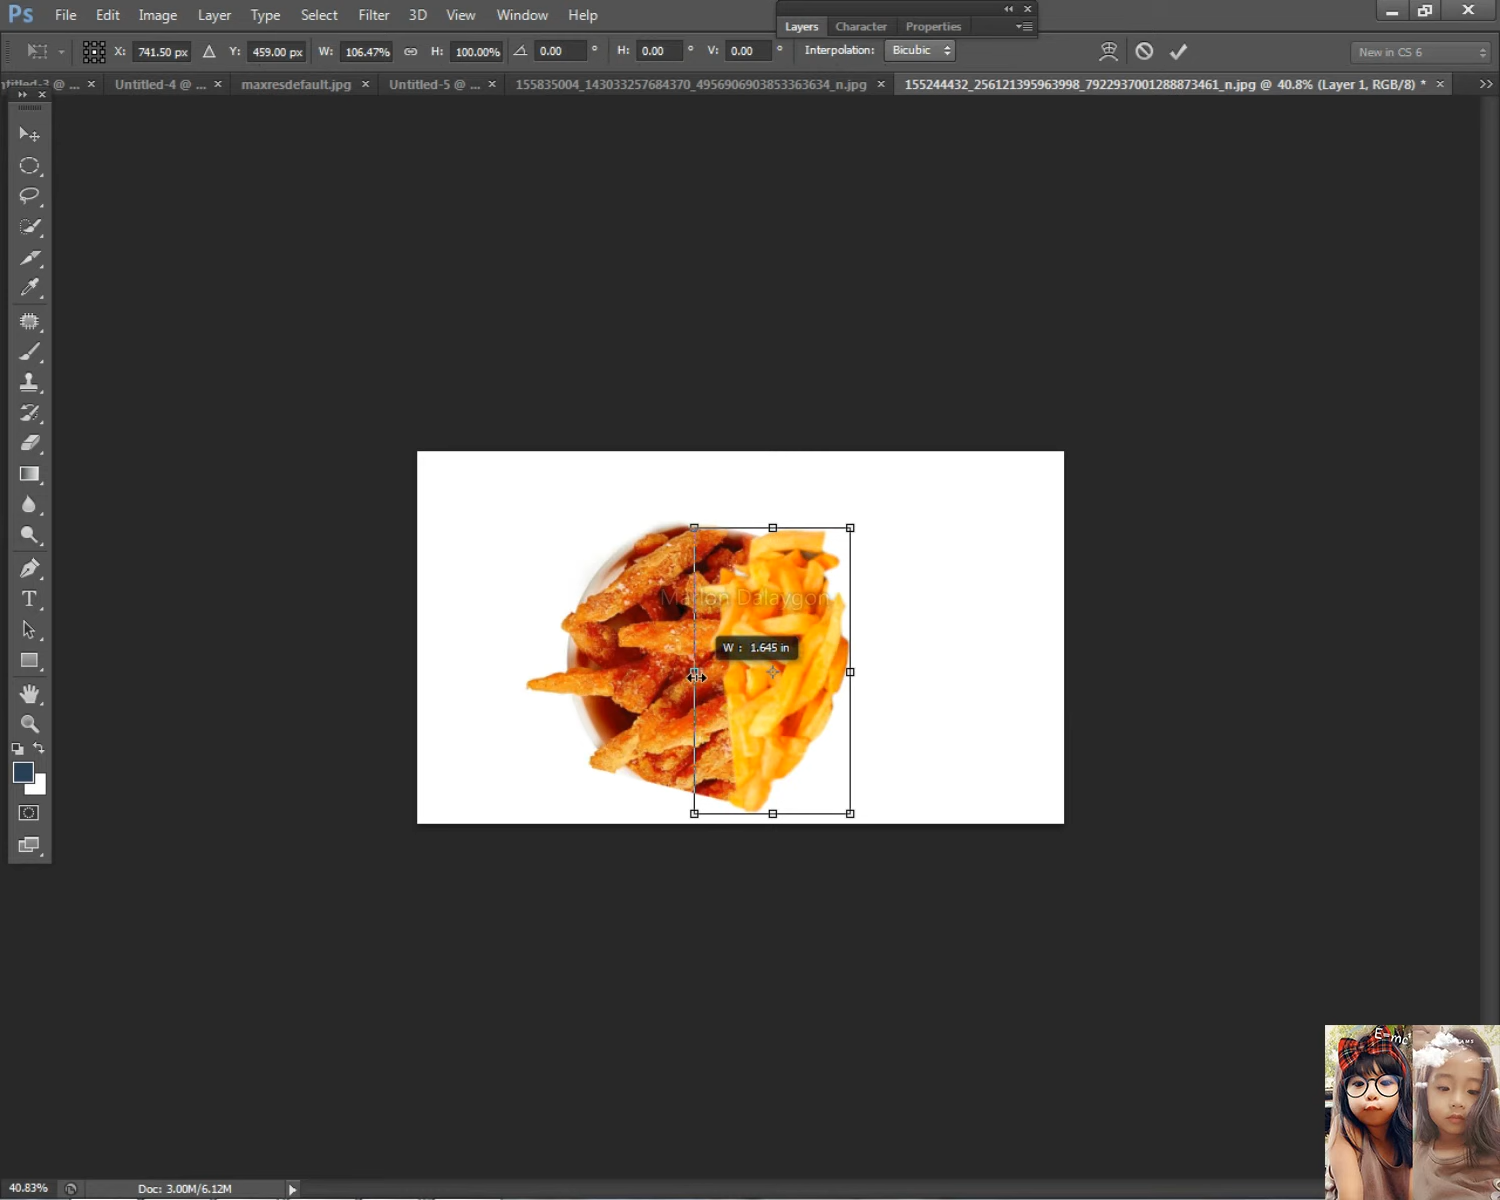 Ps File Edit Image Layer Type Select Filter 3D View Window Help
Layers Character Properties
X: 741.50 px Y: 459.00 px W: 106.47% H: 100.00% 0.00 ° H: 0.00 ° V: 0.00 ° Interpolation: Bicubic New in CS 6
ntitled-3 @ ... × Untitled-4 @ ... × maxresdefault.jpg × Untitled-5 @ ... × 155835004_143033257684370_4956906903853363634_n.jpg × 155244432_256121395963998_7922937001288873461_n.jpg @ 40.8% (Layer 1, RGB/8) * ×
Marlon Dalaygon
W : 1.645 in
E=mc²
40.83% Doc: 3.00M/6.12M